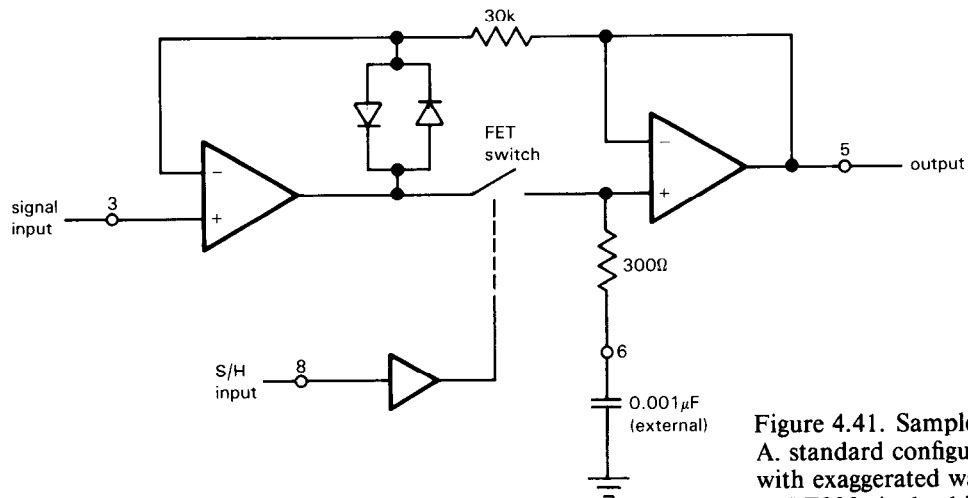 30k
FET
switch
5
output
signal
input
3
300Ω
6
S/H
input
8
0.001μF
(external)
Figure 4.41. Sample
A. standard configu
with exaggerated wa